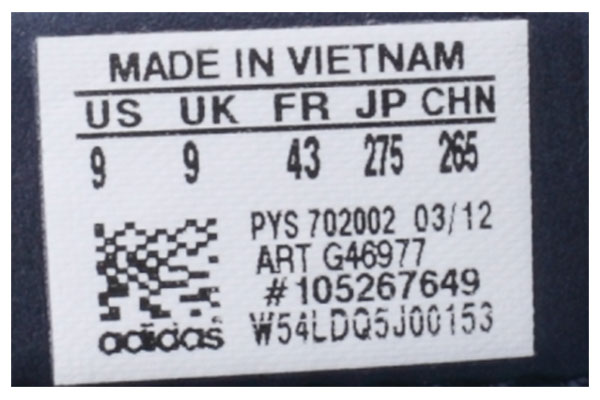 MADE IN VIETNAM
US UK FR JP CHN
9 9 43 275 265
PYS 702002 03/12
ART G46977
#105267649
adidas W54LDQ5J00153